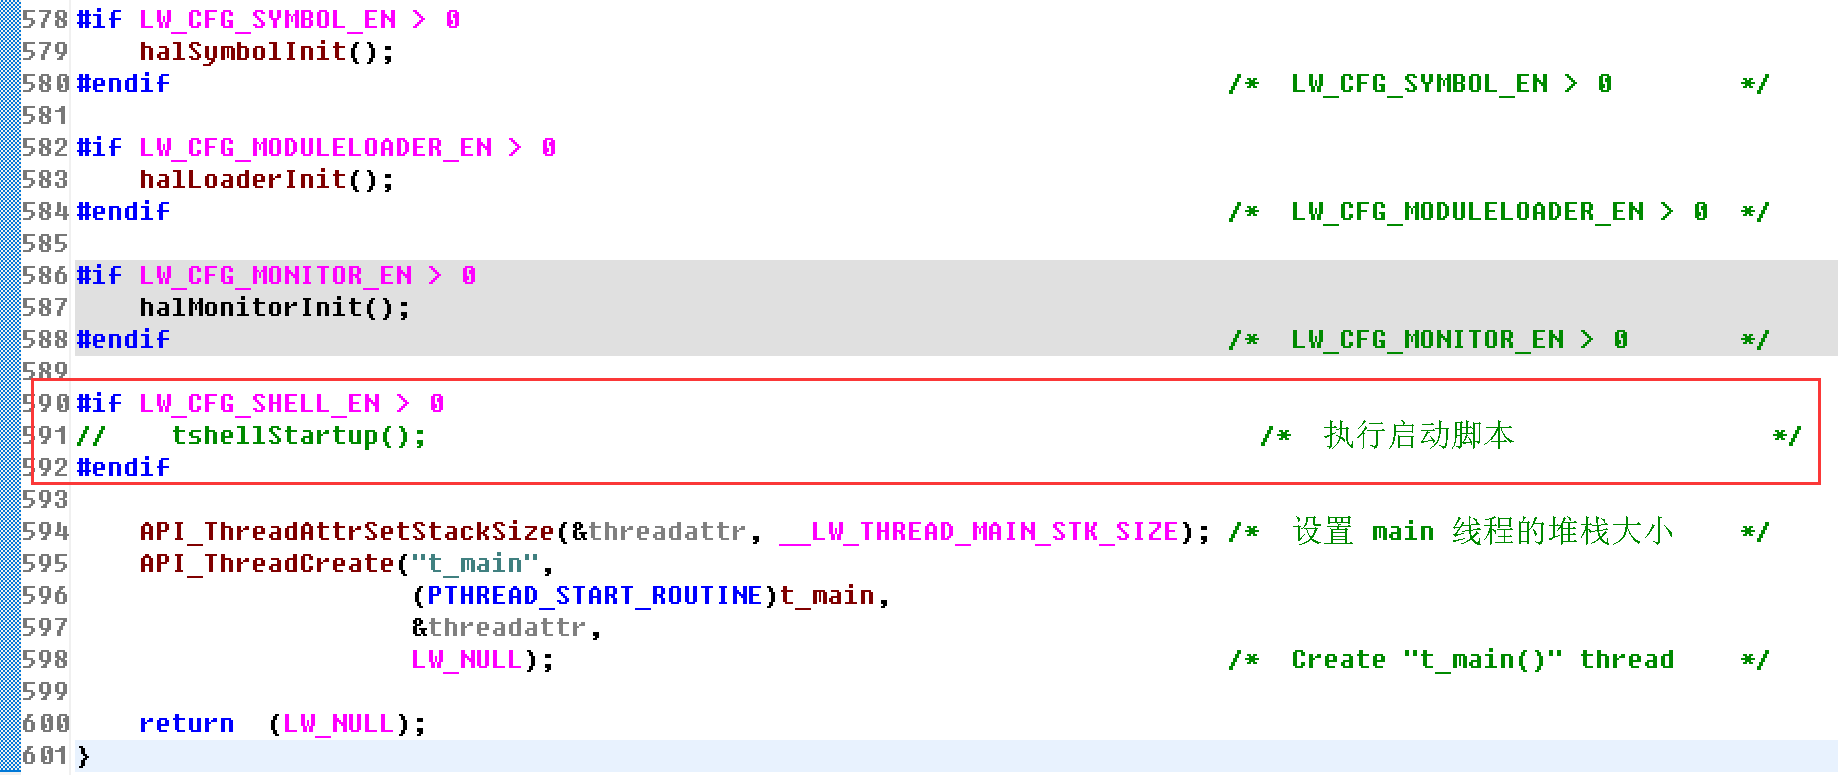 578 #if LW_CFG_SYMBOL_EN > 0
579     halSymbolInit();
580 #endif /*  LW_CFG_SYMBOL_EN > 0        */
581
582 #if LW_CFG_MODULELOADER_EN > 0
583     halLoaderInit();
584 #endif /*  LW_CFG_MODULELOADER_EN > 0  */
585
586 #if LW_CFG_MONITOR_EN > 0
587     halMonitorInit();
588 #endif /*  LW_CFG_MONITOR_EN > 0       */
589
590 #if LW_CFG_SHELL_EN > 0
591 //    tshellStartup(); /*  执行启动脚本                */
592 #endif
593
594     API_ThreadAttrSetStackSize(&threadattr, __LW_THREAD_MAIN_STK_SIZE); /*  设置 main 线程的堆栈大小    */
595     API_ThreadCreate("t_main",
596                      (PTHREAD_START_ROUTINE)t_main,
597                      &threadattr,
598                      LW_NULL); /*  Create "t_main()" thread    */
599
600     return  (LW_NULL);
601 }